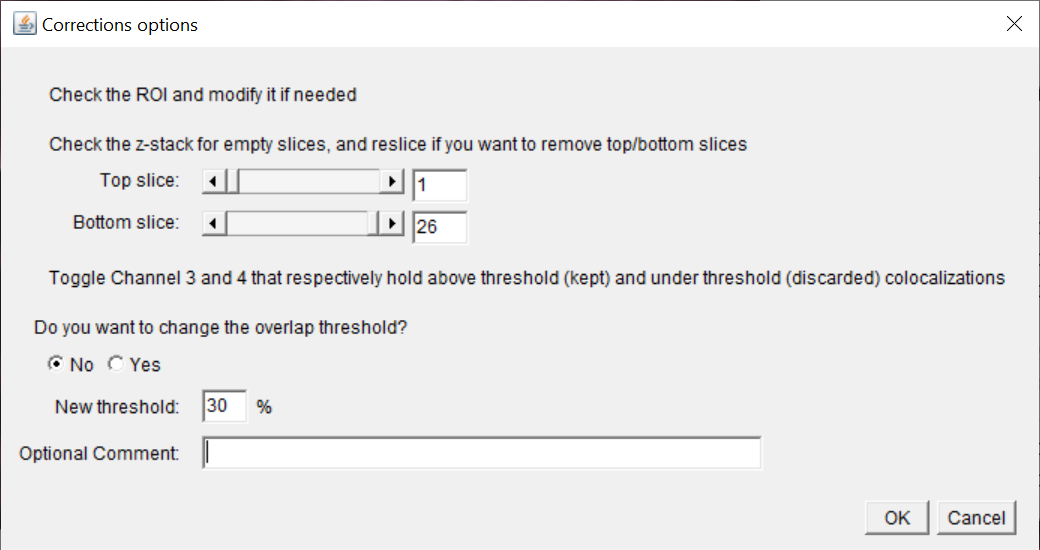 Corrections options
Check the ROI and modify it if needed
Check the z-stack for empty slices, and reslice if you want to remove top/bottom slices
Top slice: 1
Bottom slice: 26
Toggle Channel 3 and 4 that respectively hold above threshold (kept) and under threshold (discarded) colocalizations
Do you want to change the overlap threshold?
No Yes
New threshold: 30 %
Optional Comment:
OK Cancel